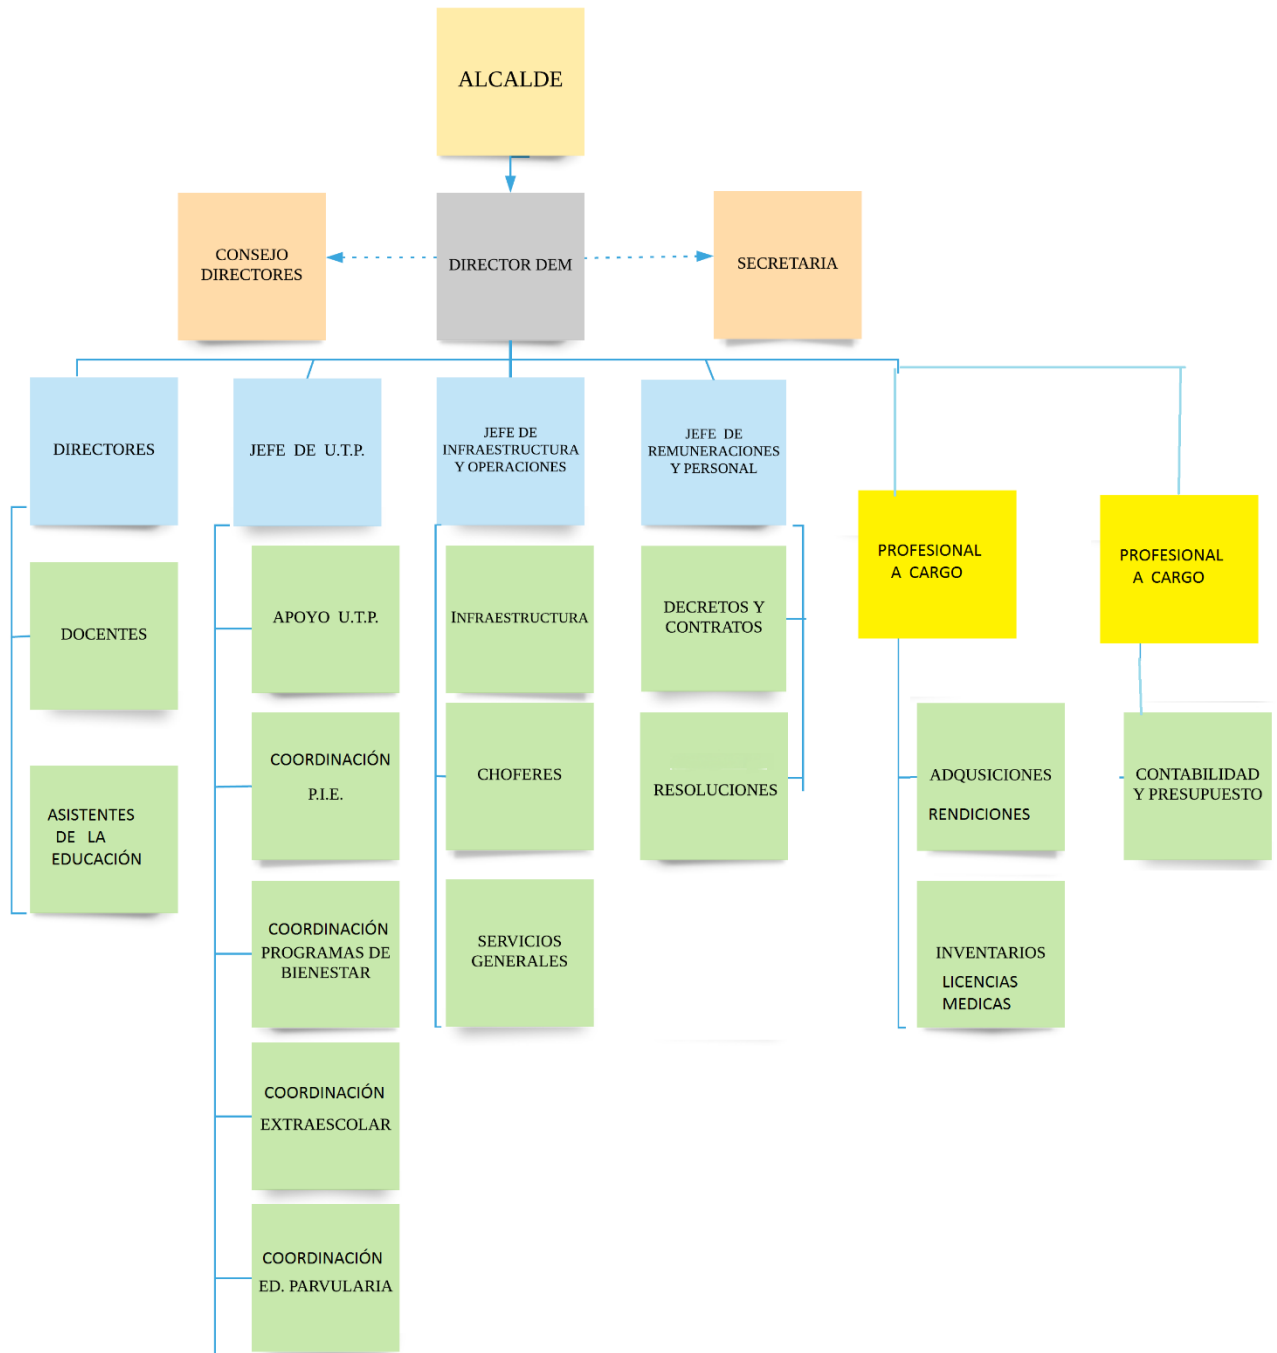 ALCALDE
CONSEJO
DIRECTORES
DIRECTOR DEM
SECRETARIA
DIRECTORES
JEFE DE U.T.P.
JEFE DE
INFRAESTRUCTURA
Y OPERACIONES
JEFE DE
REMUNERACIONES
Y PERSONAL
PROFESIONAL
A CARGO
PROFESIONAL
A CARGO
DOCENTES
ASISTENTES
DE LA
EDUCACIÓN
APOYO U.T.P.
COORDINACIÓN
P.I.E.
COORDINACIÓN
PROGRAMAS DE
BIENESTAR
COORDINACIÓN
EXTRAESCOLAR
COORDINACIÓN
ED. PARVULARIA
INFRAESTRUCTURA
CHOFERES
SERVICIOS
GENERALES
DECRETOS Y
CONTRATOS
RESOLUCIONES
ADQUSICIONES
RENDICIONES
INVENTARIOS
LICENCIAS
MEDICAS
CONTABILIDAD
Y PRESUPUESTO